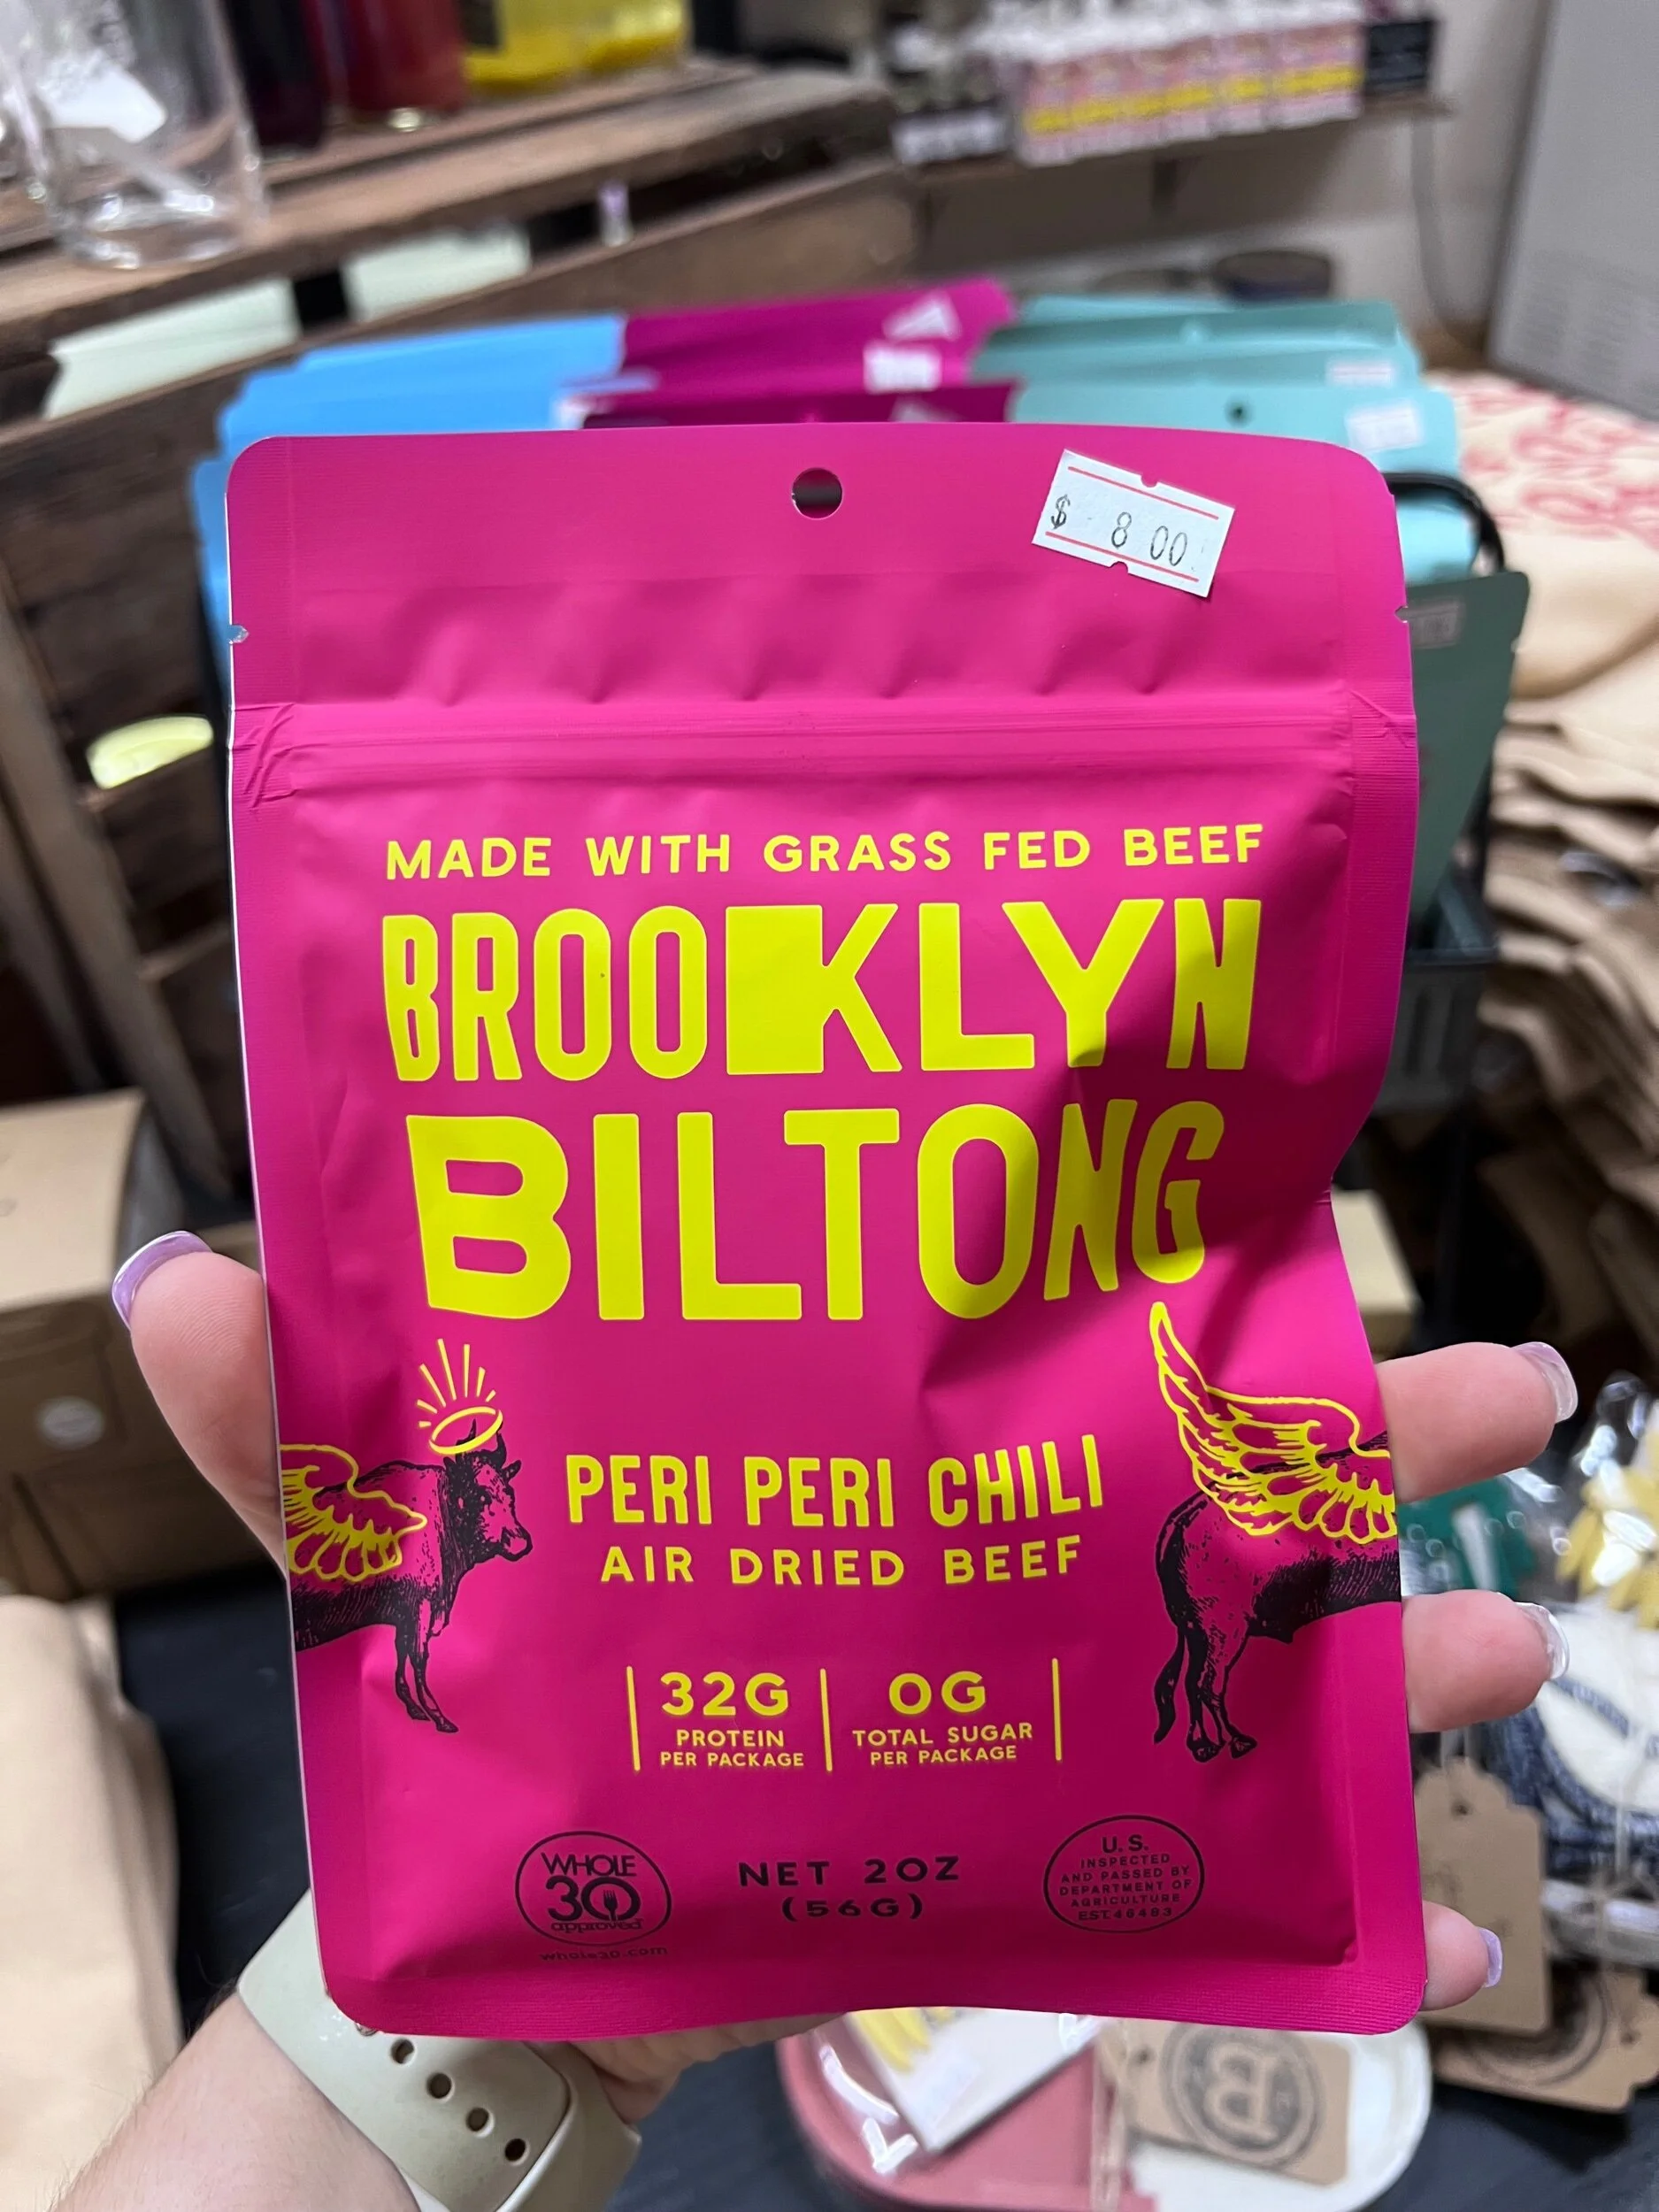 $ 8 00
MADE WITH GRASS FED BEEF
BROOKLYN
BILTONG
PERI PERI CHILI
AIR DRIED BEEF
32G
PROTEIN
PER PACKAGE
0G
TOTAL SUGAR
PER PACKAGE
WHOLE
30
approved
whole30.com
NET 2OZ
(56G)
U.S.
INSPECTED
AND PASSED BY
DEPARTMENT OF
AGRICULTURE
EST.46483
B